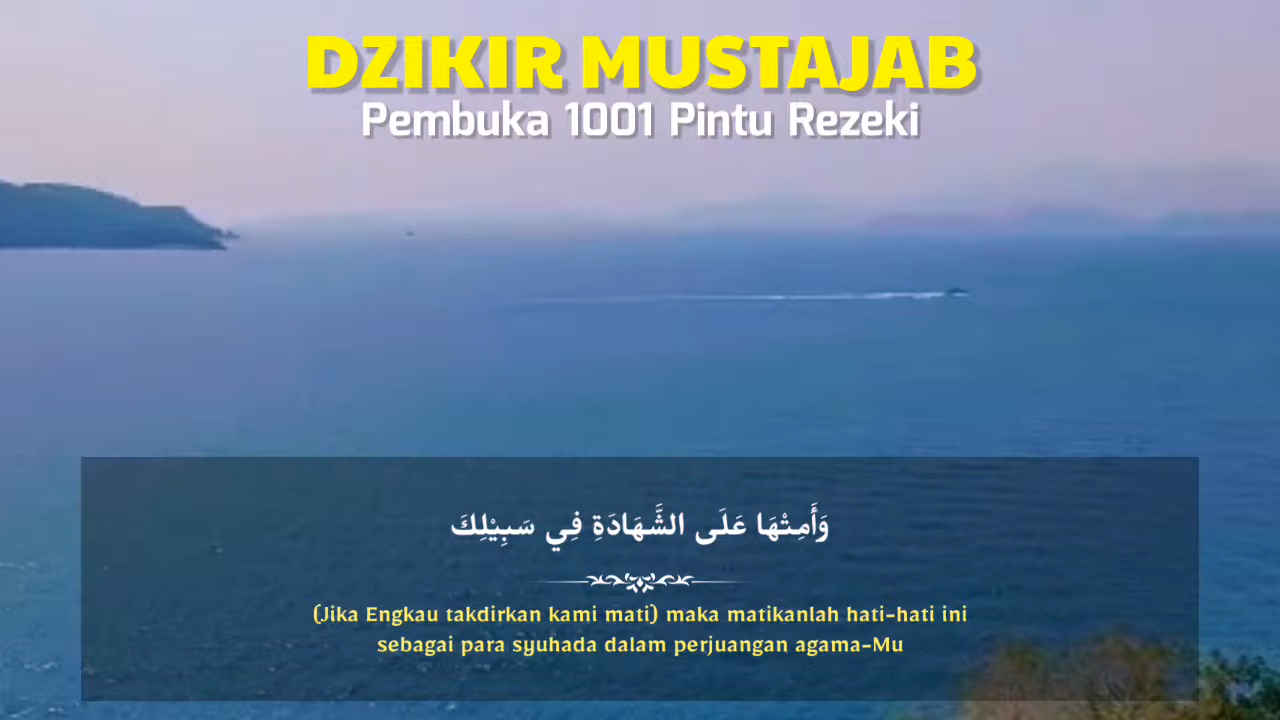 DZIKIR MUSTAJAB
Pembuka 1001 Pintu Rezeki
وَأَمِتْهَا عَلَى الشَّهَادَةِ فِي سَبِيْلِكَ
(Jika Engkau takdirkan kami mati) maka matikanlah hati-hati ini
sebagai para syuhada dalam perjuangan agama-Mu